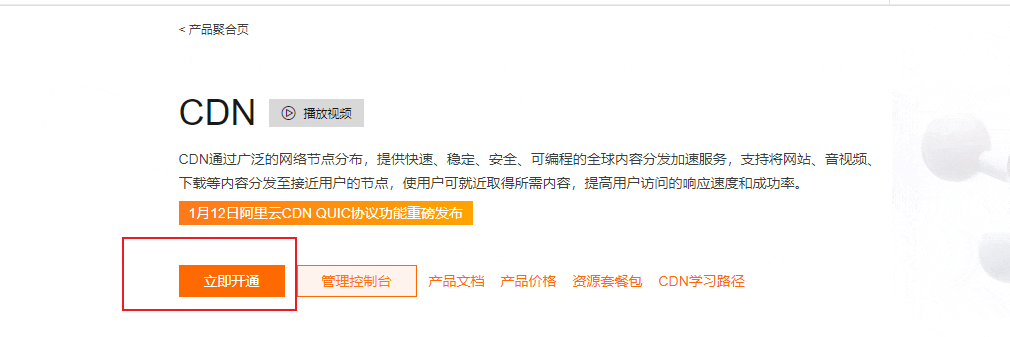 < 产品聚合页
CDN 播放视频
CDN通过广泛的网络节点分布，提供快速、稳定、安全、可编程的全球内容分发加速服务，支持将网站、音视频、
下载等内容分发至接近用户的节点，使用户可就近取得所需内容，提高用户访问的响应速度和成功率。
1月12日阿里云CDN QUIC协议功能重磅发布
立即开通 管理控制台 产品文档 产品价格 资源套餐包 CDN学习路径